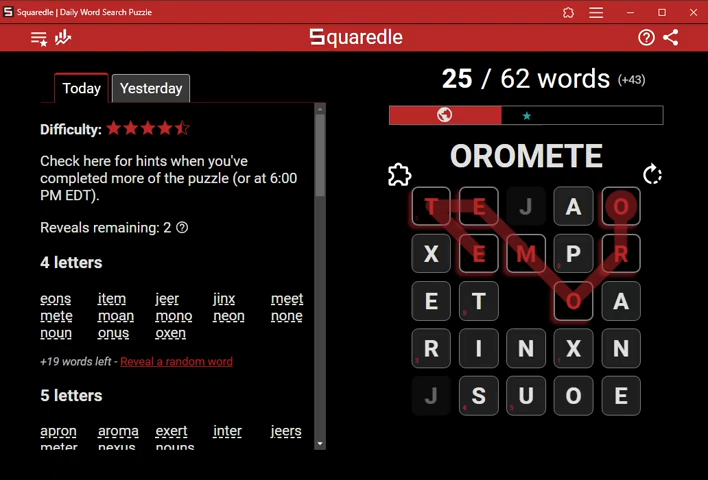 Squaredle | Daily Word Search Puzzle
Squaredle
Today Yesterday
25 / 62 words (+43)
Difficulty:
OROMETE
Check here for hints when you've
completed more of the puzzle (or at 6:00
PM EDT).
Reveals remaining: 2
4 letters
eons item jeer jinx meet
mete moan mono neon none
noun onus oxen
+19 words left - Reveal a random word
5 letters
apron aroma exert inter jeers
meter nexus nouns
T E J A O
X E M P R
E T O A
R I N X N
J S U O E